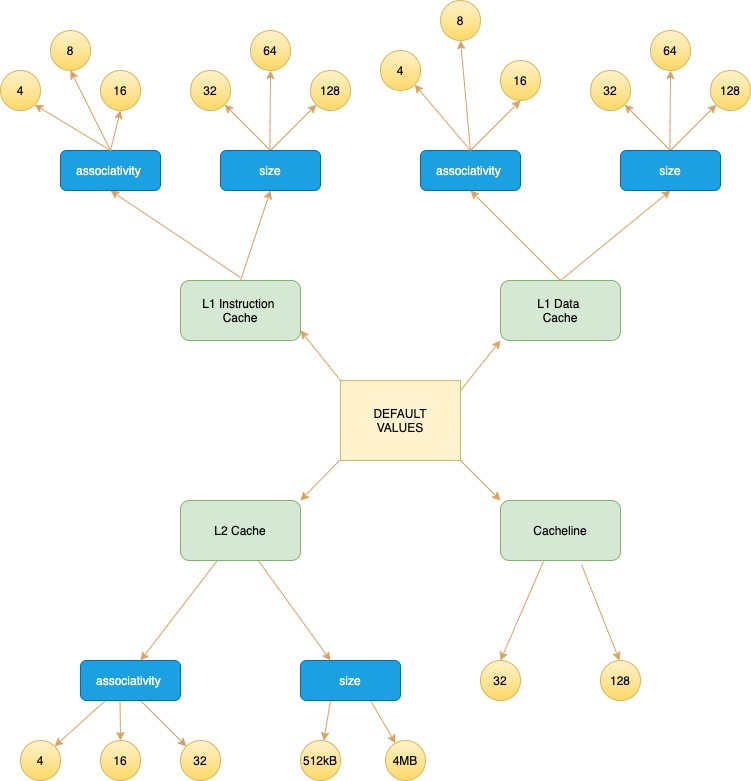 8
64
8
64
4
16
32
128
4
16
32
128
associativity
size
associativity
size
L1 Instruction
Cache
L1 Data
Cache
DEFAULT
VALUES
L2 Cache
Cacheline
associativity
size
32
128
4
16
32
512kB
4MB